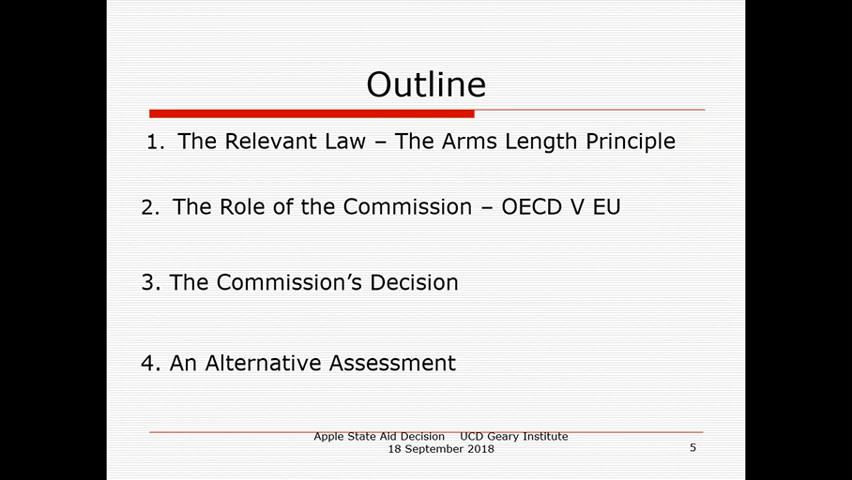 Outline
1. The Relevant Law – The Arms Length Principle
2. The Role of the Commission – OECD V EU
3. The Commission’s Decision
4. An Alternative Assessment
Apple State Aid Decision UCD Geary Institute
18 September 2018
5